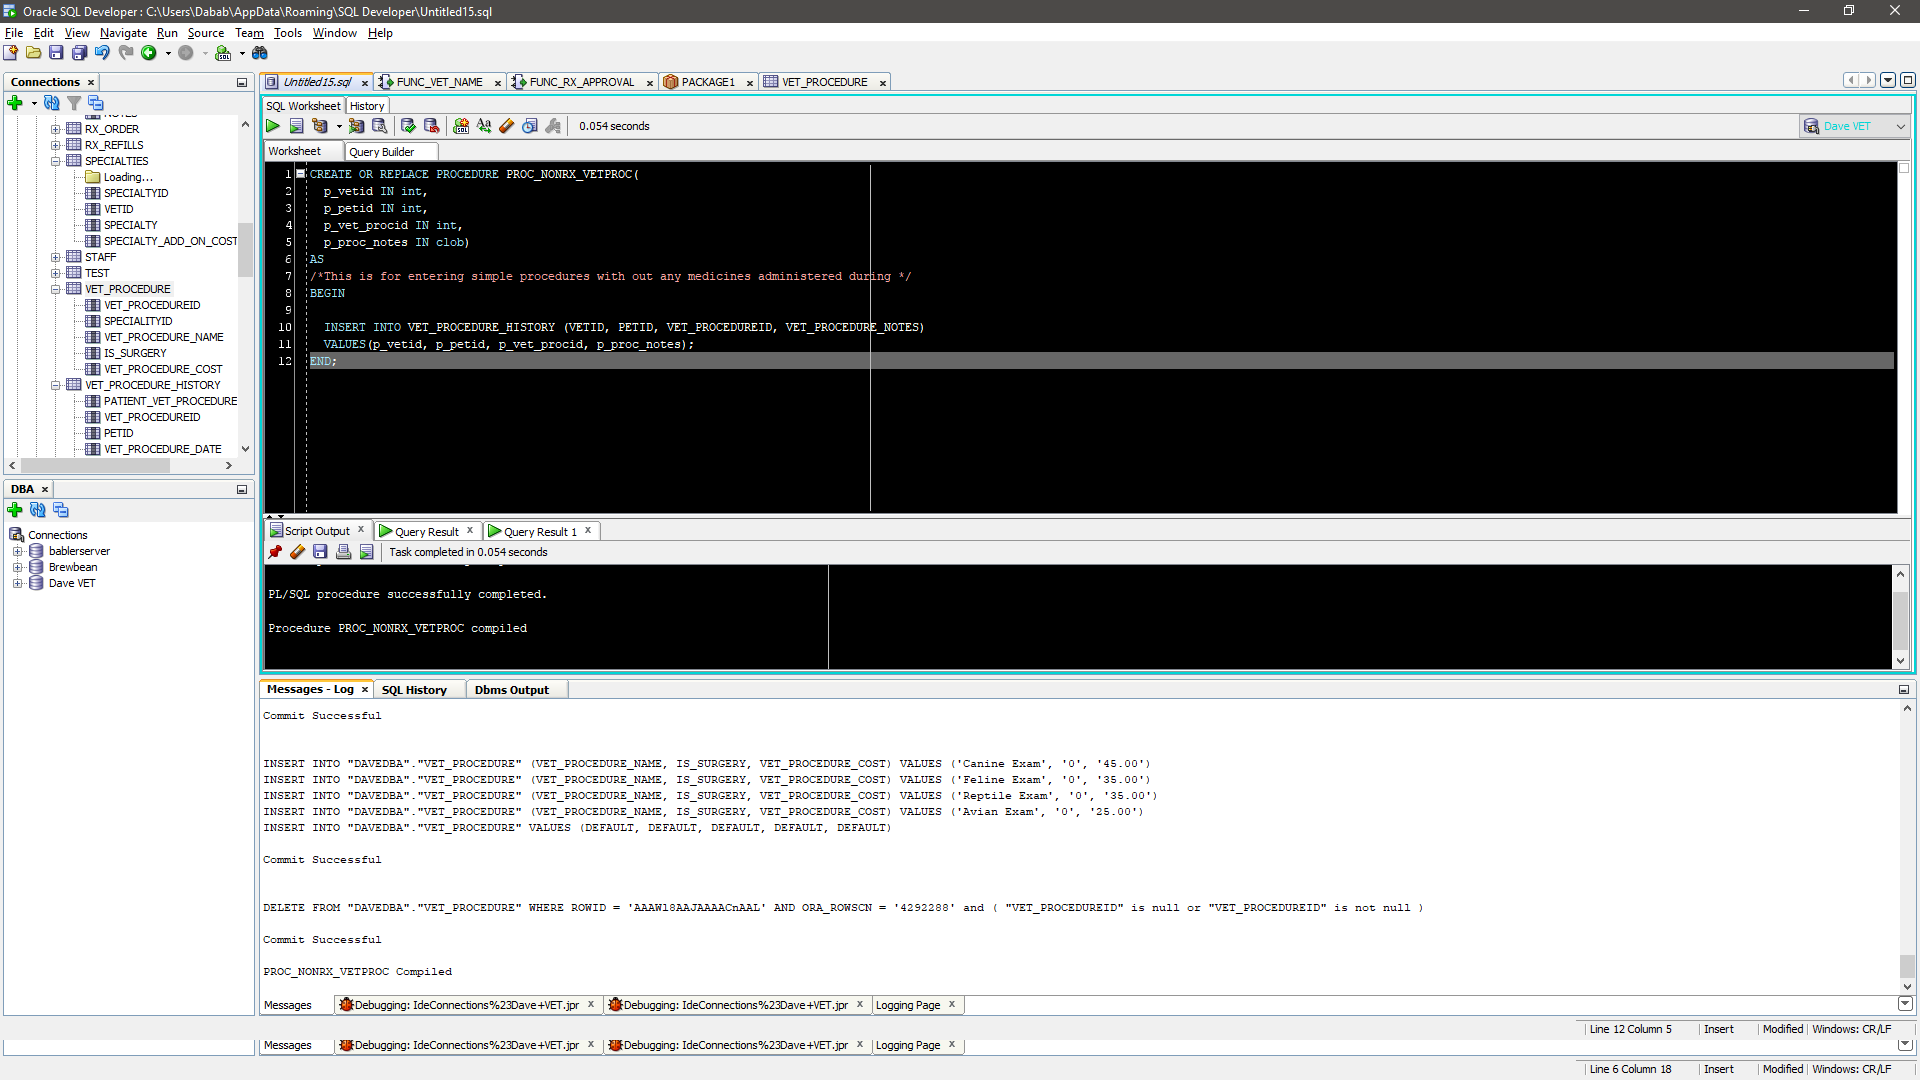 Oracle SQL Developer : C:\Users\Dabab\AppData\Roaming\SQL Developer\Untitled15.sql
File Edit View Navigate Run Source Team Tools Window Help
Connections
NOTES
RX_ORDER
RX_REFILLS
SPECIALTIES
Loading...
SPECIALTYID
VETID
SPECIALTY
SPECIALTY_ADD_ON_COST
STAFF
TEST
VET_PROCEDURE
VET_PROCEDUREID
SPECIALITYID
VET_PROCEDURE_NAME
IS_SURGERY
VET_PROCEDURE_COST
VET_PROCEDURE_HISTORY
PATIENT_VET_PROCEDURE
VET_PROCEDUREID
PETID
VET_PROCEDURE_DATE
DBA
Connections
bablerserver
Brewbean
Dave VET
Untitled15.sql FUNC_VET_NAME FUNC_RX_APPROVAL PACKAGE1 VET_PROCEDURE
SQL Worksheet History
0.054 seconds
Dave VET
Worksheet Query Builder
1 CREATE OR REPLACE PROCEDURE PROC_NONRX_VETPROC(
2 p_vetid IN int,
3 p_petid IN int,
4 p_vet_procid IN int,
5 p_proc_notes IN clob)
6 AS
7 /*This is for entering simple procedures with out any medicines administered during */
8 BEGIN
9
10 INSERT INTO VET_PROCEDURE_HISTORY (VETID, PETID, VET_PROCEDUREID, VET_PROCEDURE_NOTES)
11 VALUES(p_vetid, p_petid, p_vet_procid, p_proc_notes);
12 END;
Script Output Query Result Query Result 1
Task completed in 0.054 seconds
PL/SQL procedure successfully completed.
Procedure PROC_NONRX_VETPROC compiled
Messages - Log SQL History Dbms Output
Commit Successful
INSERT INTO "DAVEDBA"."VET_PROCEDURE" (VET_PROCEDURE_NAME, IS_SURGERY, VET_PROCEDURE_COST) VALUES ('Canine Exam', '0', '45.00')
INSERT INTO "DAVEDBA"."VET_PROCEDURE" (VET_PROCEDURE_NAME, IS_SURGERY, VET_PROCEDURE_COST) VALUES ('Feline Exam', '0', '35.00')
INSERT INTO "DAVEDBA"."VET_PROCEDURE" (VET_PROCEDURE_NAME, IS_SURGERY, VET_PROCEDURE_COST) VALUES ('Reptile Exam', '0', '35.00')
INSERT INTO "DAVEDBA"."VET_PROCEDURE" (VET_PROCEDURE_NAME, IS_SURGERY, VET_PROCEDURE_COST) VALUES ('Avian Exam', '0', '25.00')
INSERT INTO "DAVEDBA"."VET_PROCEDURE" VALUES (DEFAULT, DEFAULT, DEFAULT, DEFAULT, DEFAULT)
Commit Successful
DELETE FROM "DAVEDBA"."VET_PROCEDURE" WHERE ROWID = 'AAAWl8AAJAAAACnAAL' AND ORA_ROWSCN = '4292288' and ( "VET_PROCEDUREID" is null or "VET_PROCEDUREID" is not null )
Commit Successful
PROC_NONRX_VETPROC Compiled
Messages Debugging: IdeConnections%23Dave+VET.jpr Debugging: IdeConnections%23Dave+VET.jpr Logging Page
Line 12 Column 5 Insert Modified Windows: CR/LF
Messages Debugging: IdeConnections%23Dave+VET.jpr Debugging: IdeConnections%23Dave+VET.jpr Logging Page
Line 6 Column 18 Insert Modified Windows: CR/LF